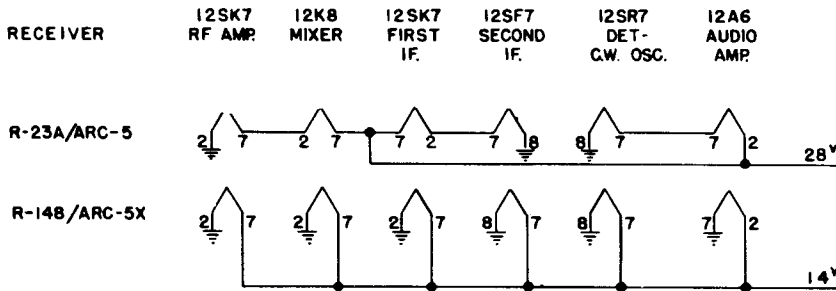 RECEIVER 12SK7 12K8 12SK7 12SF7 12SR7 12A6
RF AMP. MIXER FIRST SECOND DET- AUDIO
IF. IF. C.W. OSC. AMP.
R-23A/ARC-5 2 7 2 7 7 2 7 8 8 7 7 2
28V
R-148/ARC-5X 2 7 2 7 2 7 8 7 8 7 7 2
14V